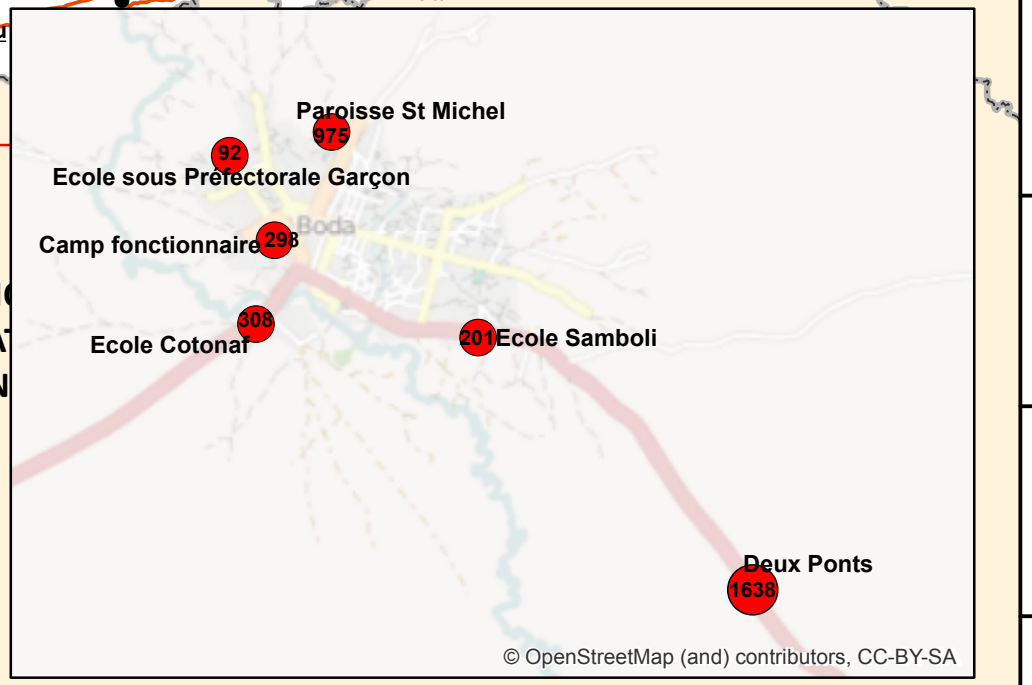 Paroisse St Michel
975
92
Ecole sous Préfectorale Garçon
Boda
Camp fonctionnaire 298
308
Ecole Cotonaf
201 Ecole Samboli
Deux Ponts
1638
© OpenStreetMap (and) contributors, CC-BY-SA